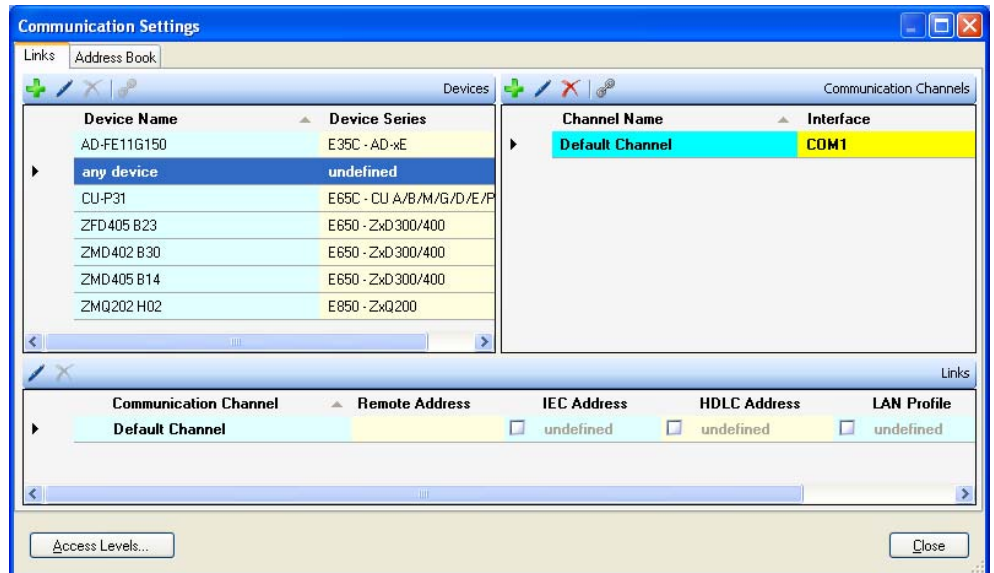 Communication Settings
Links Address Book
Devices
Device Name Device Series
AD-FE11G150 E35C - AD-xE
any device undefined
CU-P31 E65C - CU A/B/M/G/D/E/P
ZFD405 B23 E650 - ZxD300/400
ZMD402 B30 E650 - ZxD300/400
ZMD405 B14 E650 - ZxD300/400
ZMQ202 H02 E850 - ZxQ200
Communication Channels
Channel Name Interface
Default Channel COM1
Links
Communication Channel Remote Address IEC Address HDLC Address LAN Profile
Default Channel undefined undefined undefined
Access Levels... Close